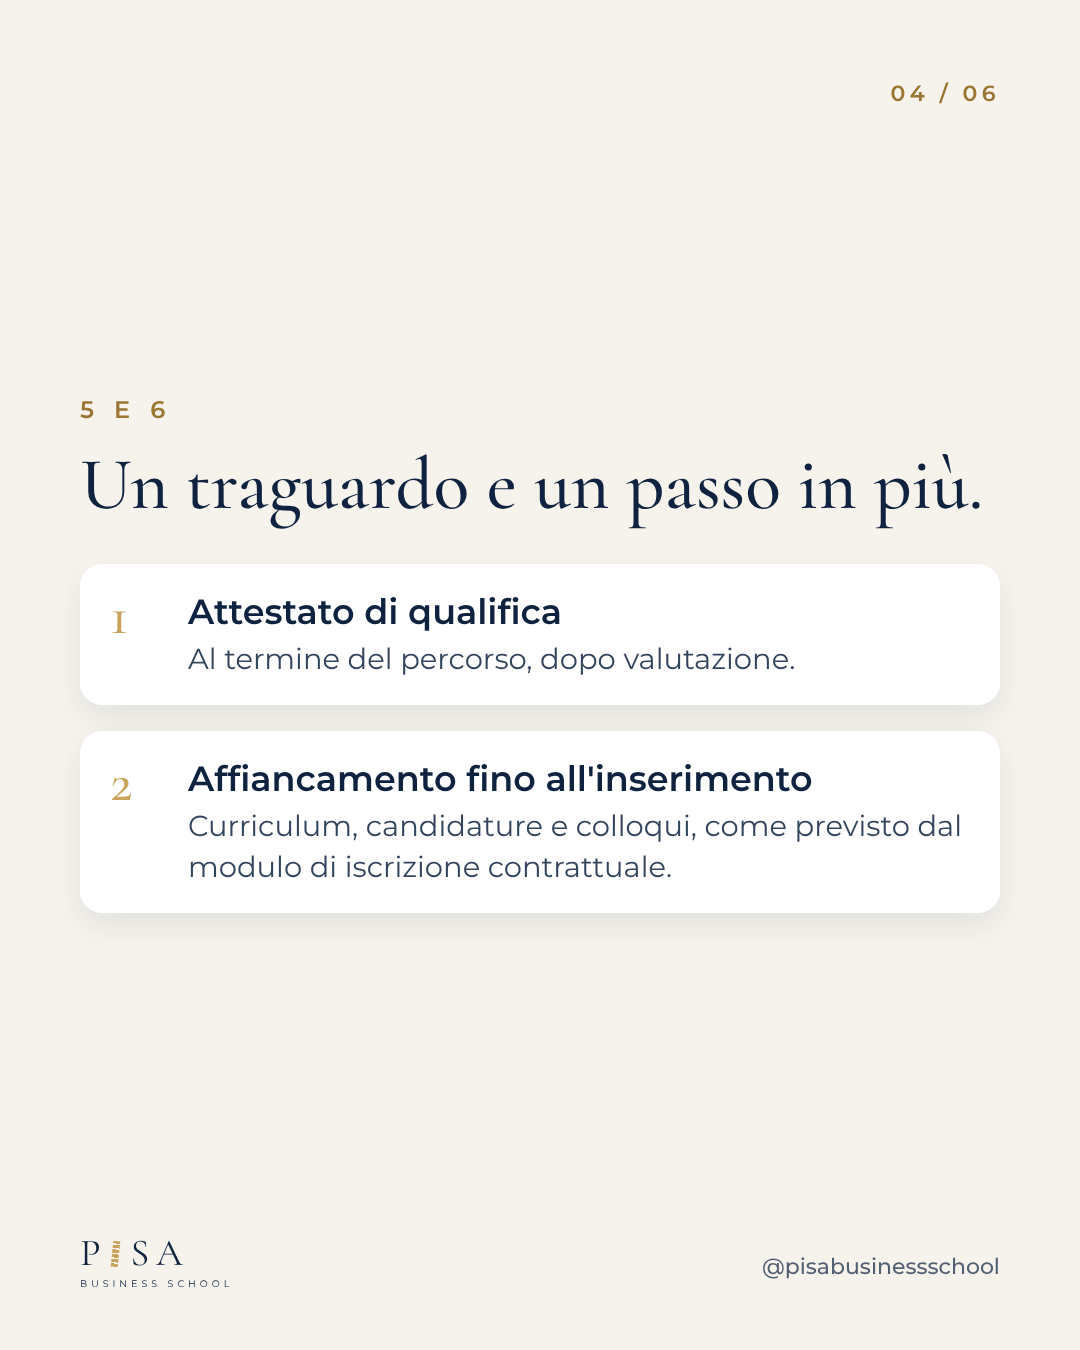 04 / 06
5 E 6
Un traguardo e un passo in più.
1
Attestato di qualifica
Al termine del percorso, dopo valutazione.
2
Affiancamento fino all'inserimento
Curriculum, candidature e colloqui, come previsto dal
modulo di iscrizione contrattuale.
PISA
BUSINESS SCHOOL
@pisabusinessschool